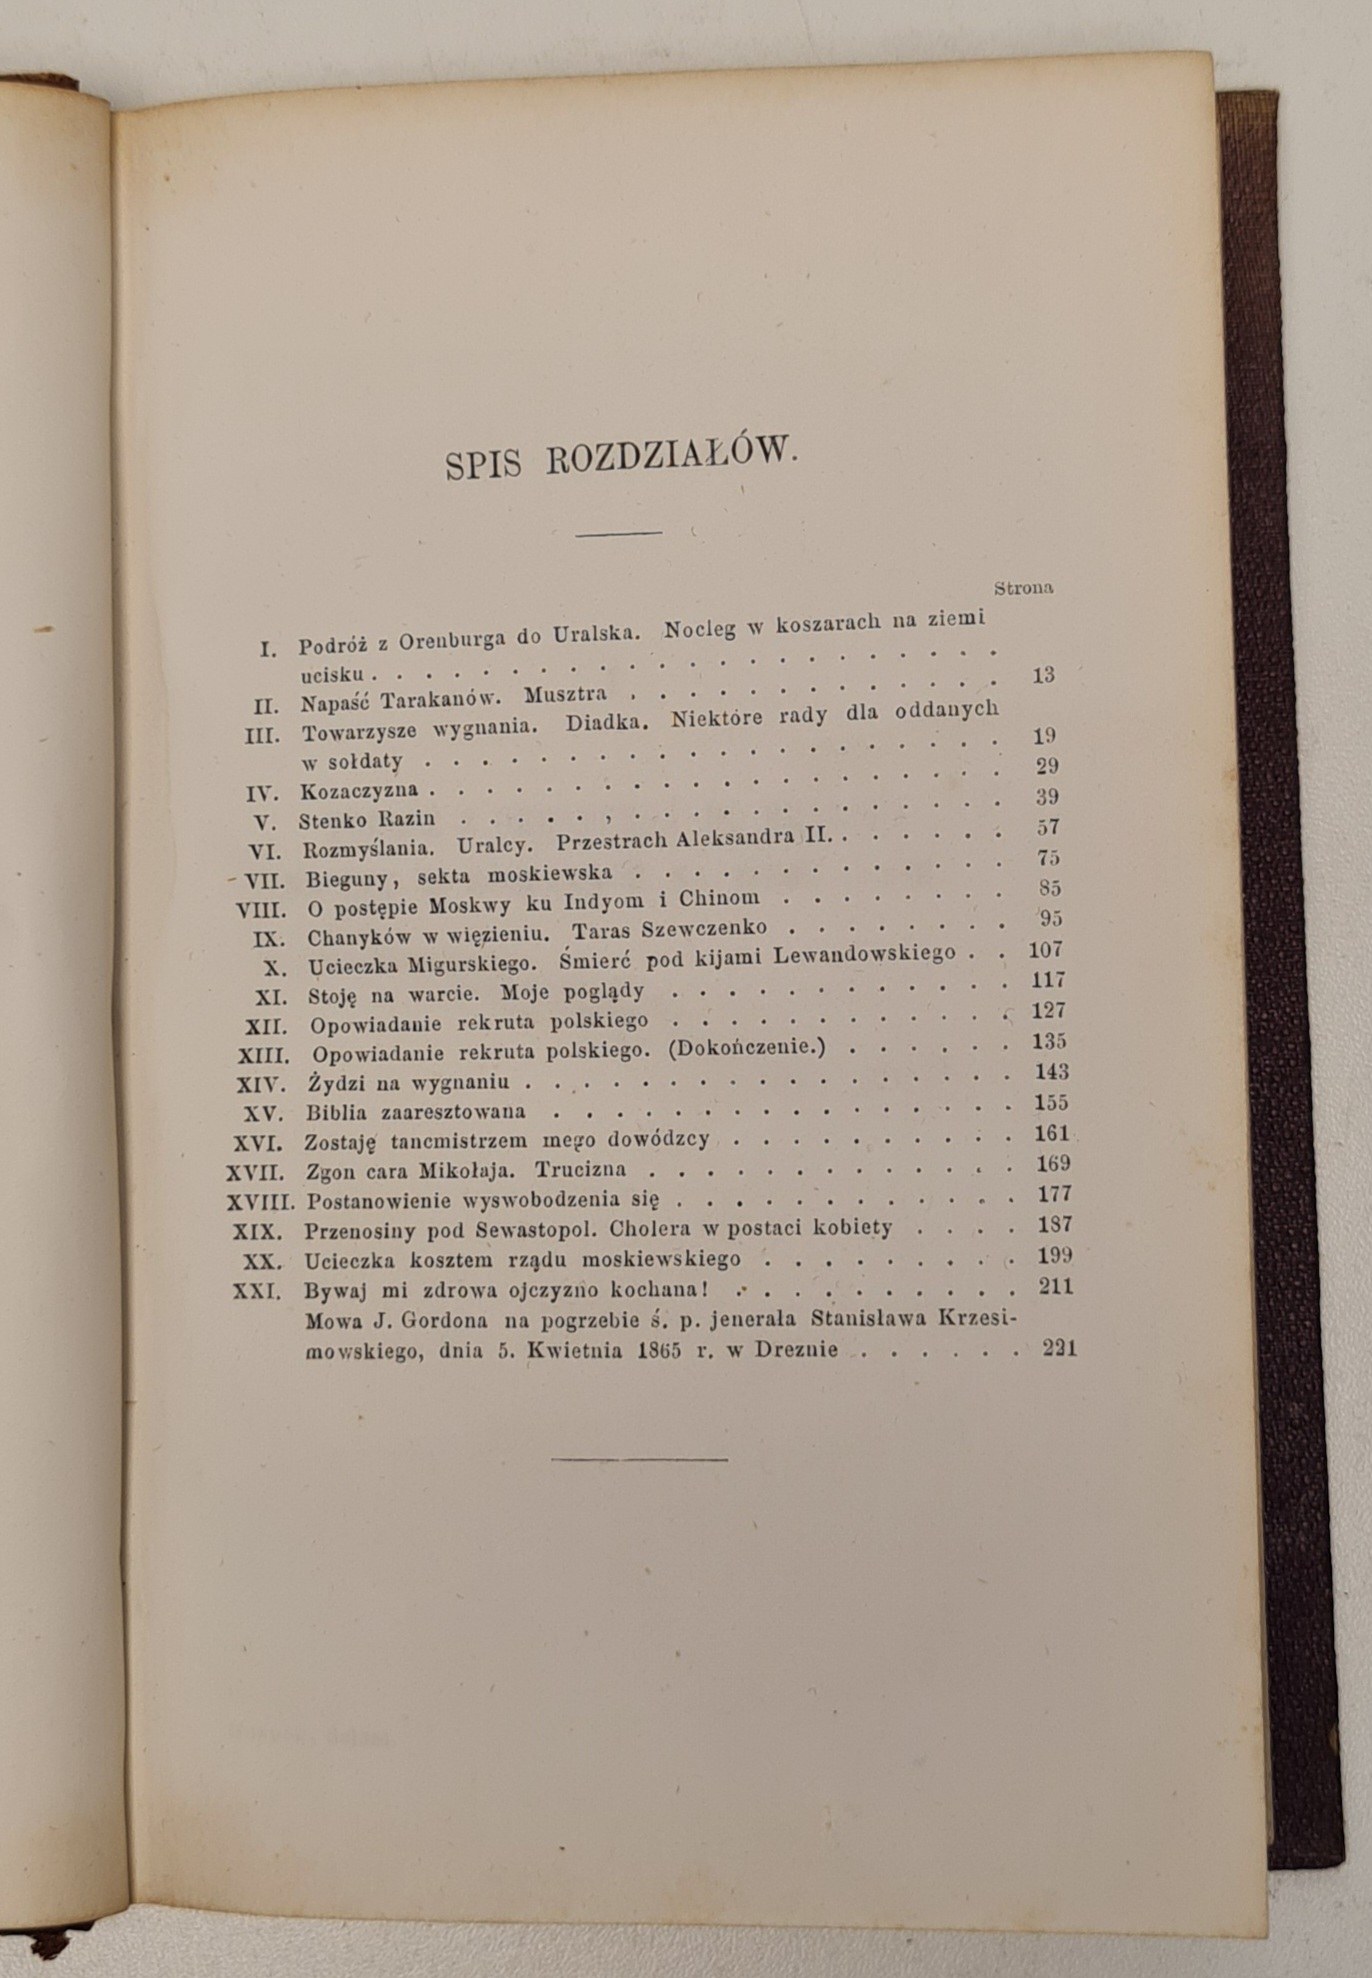 SPIS ROZDZIAŁÓW.
Strona
I. Podróż z Orenburga do Uralska. Nocleg w koszarach na ziemi
ucisku . . . . . . . . . . . . . . . . . . . . . .
II. Napaść Tarakanów. Musztra . . . . . . . . . . . . . 13
III. Towarzysze wygnania. Diadka. Niektóre rady dla oddanych
w sołdaty . . . . . . . . . . . . . . . . . . . . 19
IV. Kozaczyzna . . . . . . . . . . . . . . . . . . . . 29
V. Stenko Razin . . . . . , . . . . . . . . . . . . . 39
VI. Rozmyślania. Uralcy. Przestrach Aleksandra II. . . . . . . 57
VII. Bieguny, sekta moskiewska . . . . . . . . . . . . . 75
VIII. O postępie Moskwy ku Indyom i Chinom . . . . . . . . 85
IX. Chanyków w więzieniu. Taras Szewczenko . . . . . . . . 95
X. Ucieczka Migurskiego. Śmierć pod kijami Lewandowskiego . . 107
XI. Stoję na warcie. Moje poglądy . . . . . . . . . . . . 117
XII. Opowiadanie rekruta polskiego . . . . . . . . . . . . 127
XIII. Opowiadanie rekruta polskiego. (Dokończenie.) . . . . . . 135
XIV. Żydzi na wygnaniu . . . . . . . . . . . . . . . . . 143
XV. Biblia zaaresztowana . . . . . . . . . . . . . . . . 155
XVI. Zostaję tancmistrzem mego dowódzcy . . . . . . . . . . 161
XVII. Zgon cara Mikołaja. Trucizna . . . . . . . . . . . . . 169
XVIII. Postanowienie wyswobodzenia się . . . . . . . . . . . . 177
XIX. Przenosiny pod Sewastopol. Cholera w postaci kobiety . . . . 187
XX. Ucieczka kosztem rządu moskiewskiego . . . . . . . . . 199
XXI. Bywaj mi zdrowa ojczyzno kochana! . . . . . . . . . . 211
Mowa J. Gordona na pogrzebie ś. p. jenerała Stanisława Krzesi-
mowskiego, dnia 5. Kwietnia 1865 r. w Dreznie . . . . . . 221